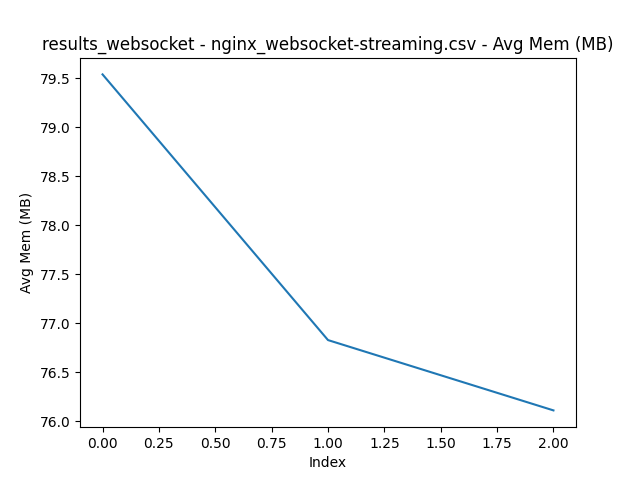 results_websocket - nginx_websocket-streaming.csv - Avg Mem (MB)
79.5
79.0
78.5
78.0
77.5
77.0
76.5
76.0
Avg Mem (MB)
0.00 0.25 0.50 0.75 1.00 1.25 1.50 1.75 2.00
Index